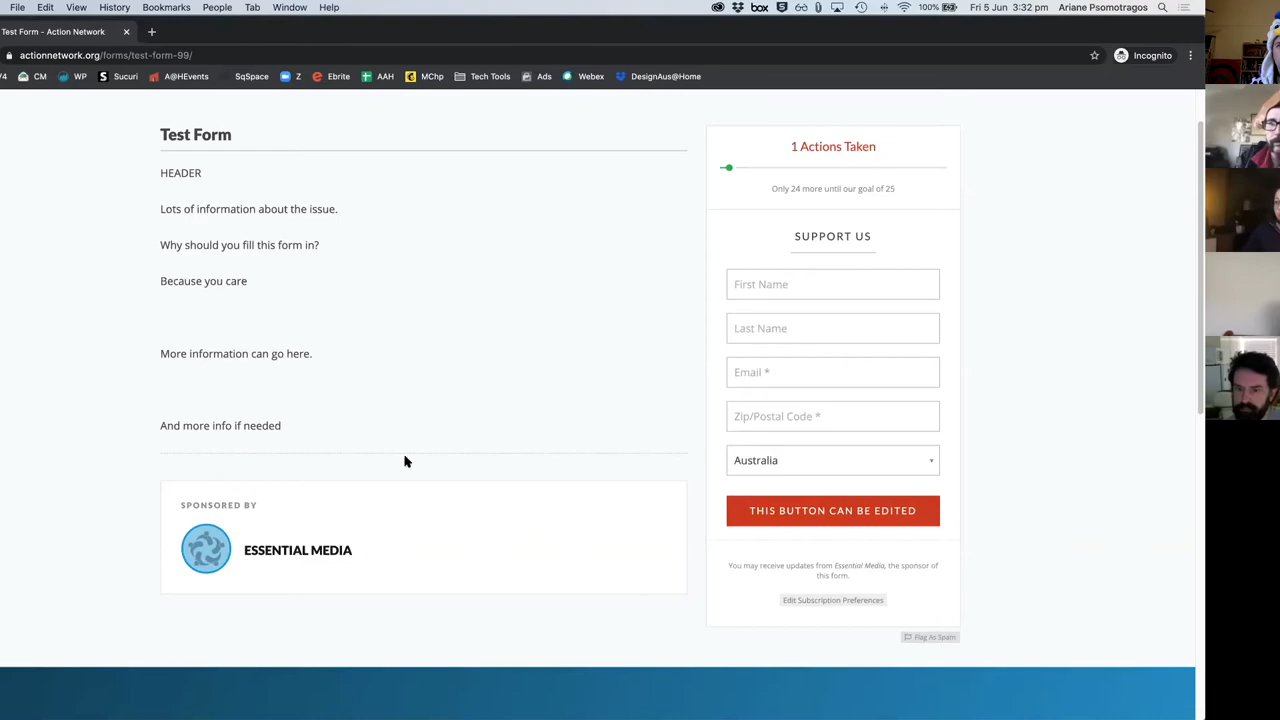 File Edit View History Bookmarks People Tab Window Help
box 100% Fri 5 Jun 3:32 pm Ariane Psomotragos
Test Form - Action Network
actionnetwork.org/forms/test-form-99/
Incognito
/4 CM WP Sucuri A@HEvents SqSpace Z Ebrite AAH MChp Tech Tools Ads Webex DesignAus@Home
Test Form
HEADER
Lots of information about the issue.
Why should you fill this form in?
Because you care
More information can go here.
And more info if needed
SPONSORED BY
ESSENTIAL MEDIA
1 Actions Taken
Only 24 more until our goal of 25
SUPPORT US
First Name
Last Name
Email *
Zip/Postal Code *
Australia
THIS BUTTON CAN BE EDITED
You may receive updates from Essential Media, the sponsor of
this form.
Edit Subscription Preferences
Flag As Spam